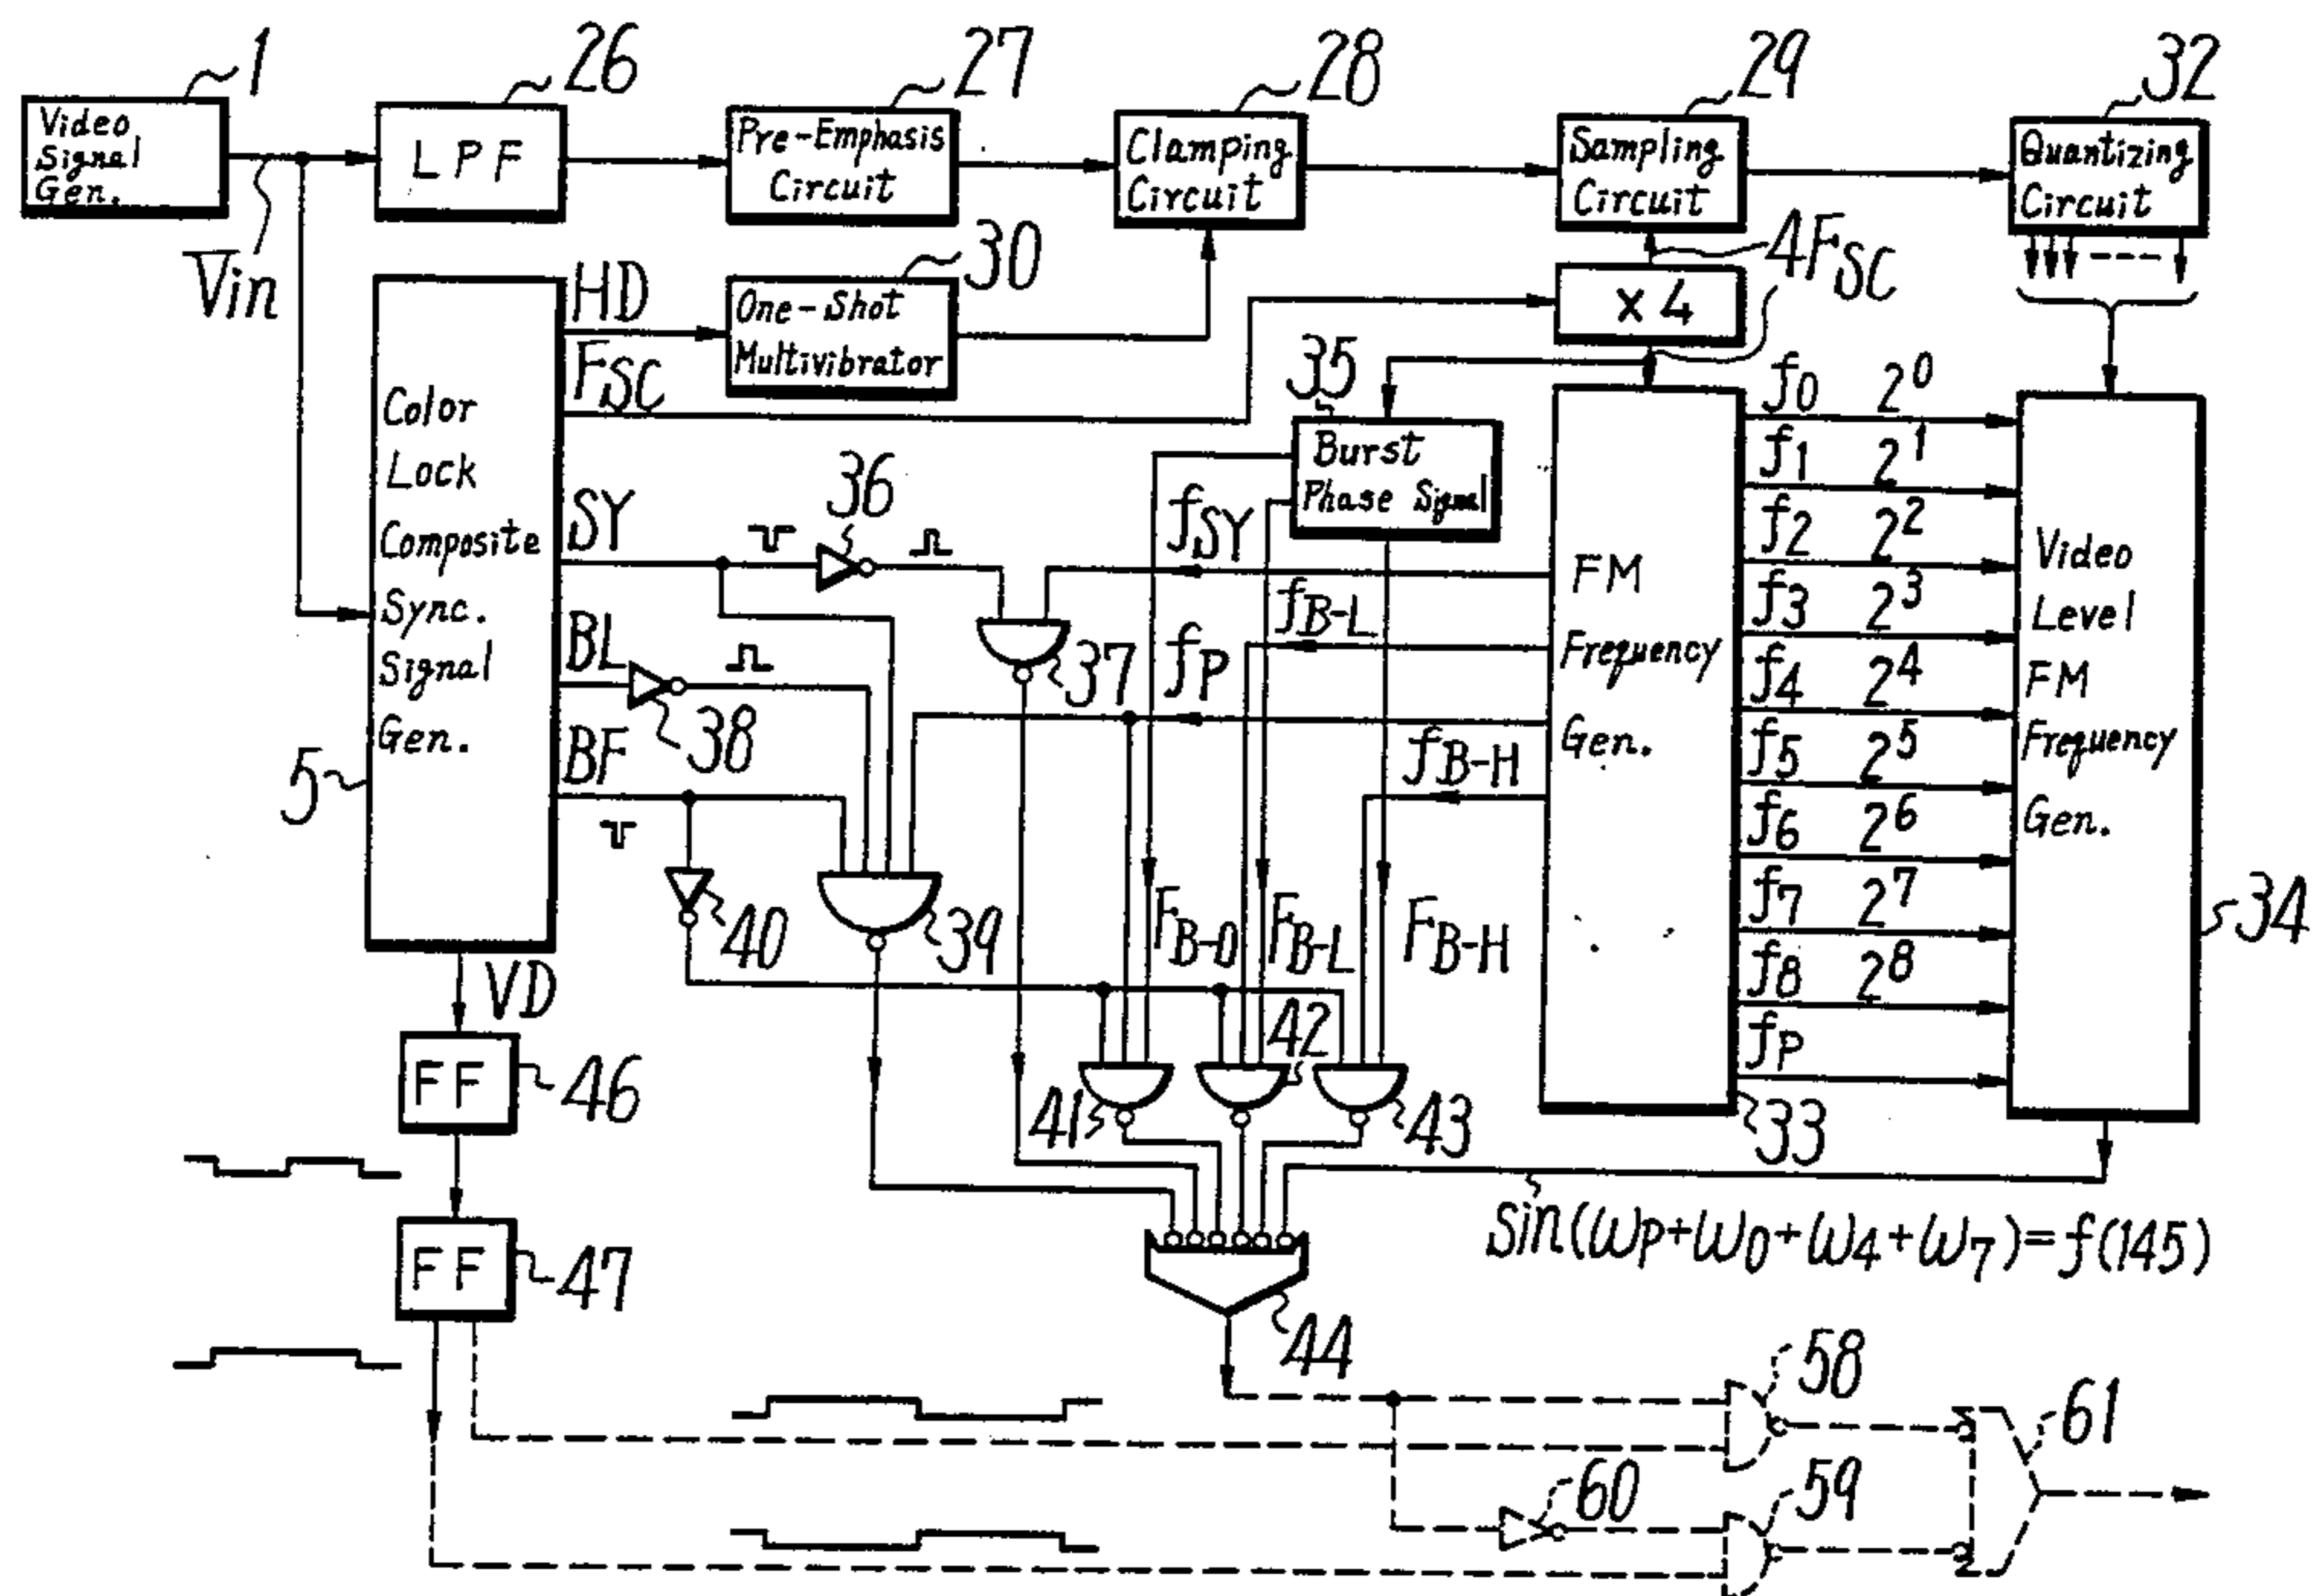 1
26
27
28
29
32
Video
Signal
Gen.
LPF
Pre-Emphasis
Circuit
Clamping
Circuit
Sampling
Circuit
Quantizing
Circuit
Vin
HD
30
One-Shot
Multivibrator
4FSC
×4
FSC
35
Burst
Phase Signal
Color
Lock
Composite
Sync.
Signal
Gen.
5
SY
36
fSY
37
BL
38
fB-L
fP
BF
fB-H
40
39
FB-0
FB-L
FB-H
FM
Frequency
Gen.
33
f0 2^0
f1 2^1
f2 2^2
f3 2^3
f4 2^4
f5 2^5
f6 2^6
f7 2^7
f8 2^8
fP
Video
Level
FM
Frequency
Gen.
34
VD
FF
46
41
42
43
FF
47
44
sin(ωP+ω0+ω4+ω7)=f(145)
58
61
60
59